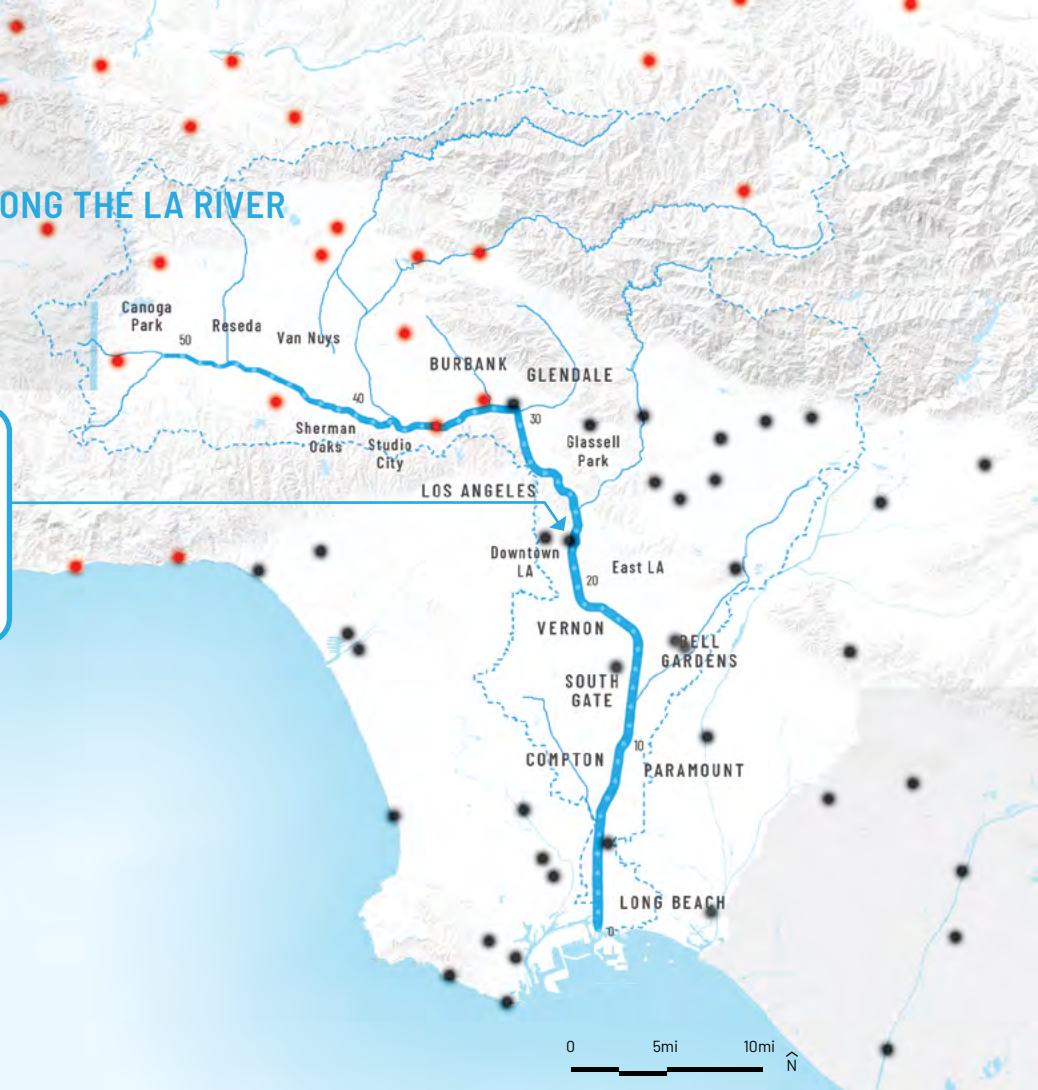 ONG THE LA RIVER
Canoga
Park
50
Reseda
Van Nuys
BURBANK
GLENDALE
40
30
Sherman
Oaks
Studio
City
Glassell
Park
LOS ANGELES
Downtown
LA
East LA
20
VERNON
BELL
GARDENS
SOUTH
GATE
10
COMPTON
PARAMOUNT
LONG BEACH
0
0 5mi 10mi
N